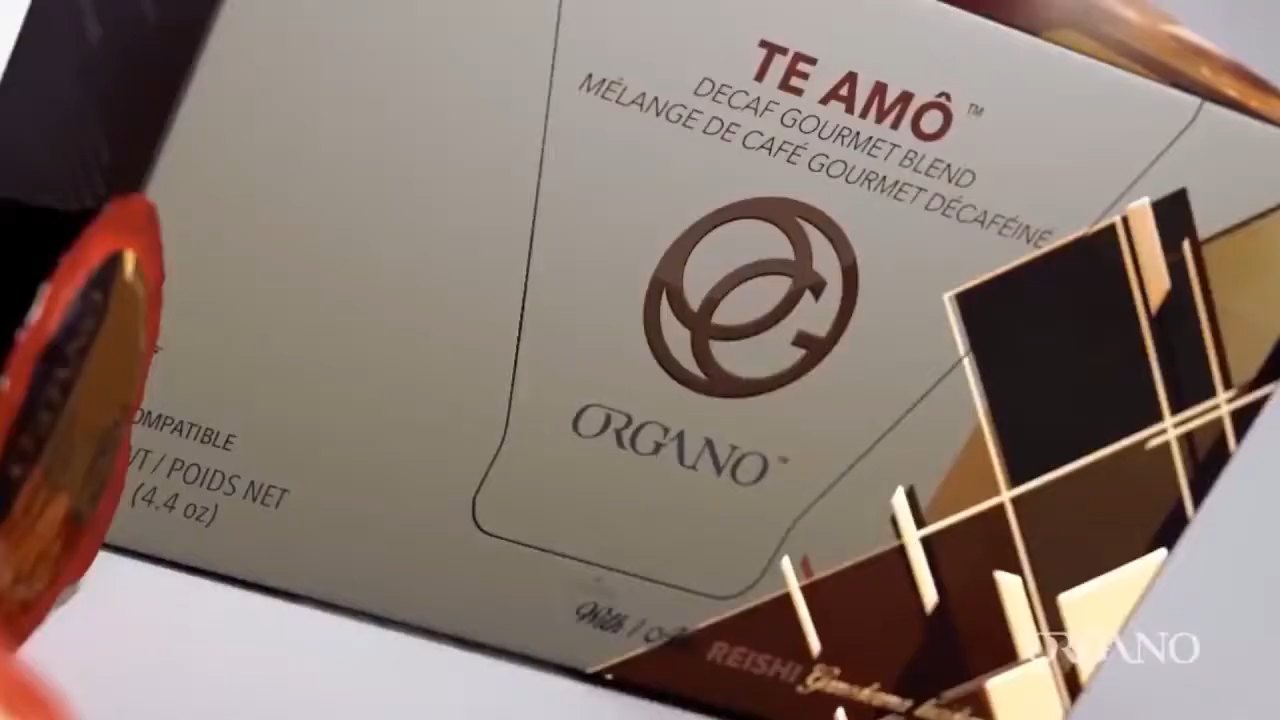 TE AMÔ™
DECAF GOURMET BLEND
MÉLANGE DE CAFÉ GOURMET DÉCAFÉINÉ
ORGANO™
OMPATIBLE
/ POIDS NET
(4.4 oz)
With
REISHI
ORGANO